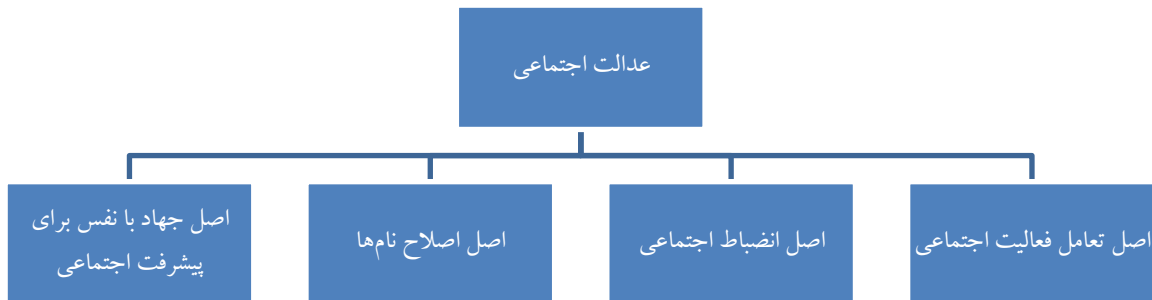 عدالت اجتماعی
اصل تعامل فعالیت اجتماعی
اصل انضباط اجتماعی
اصل اصلاح نام‌ها
اصل جهاد با نفس برای
پیشرفت اجتماعی